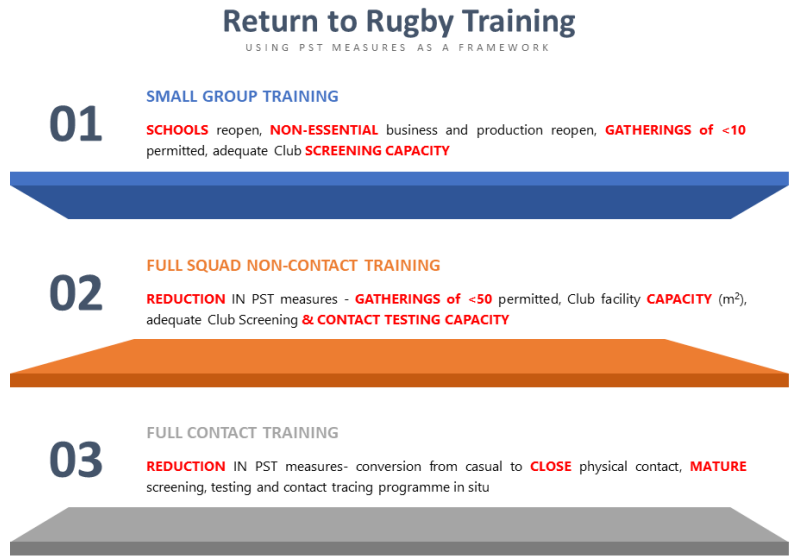 Return to Rugby Training
USING PST MEASURES AS A FRAMEWORK
01
SMALL GROUP TRAINING
SCHOOLS reopen, NON-ESSENTIAL business and production reopen, GATHERINGS of <10
permitted, adequate Club SCREENING CAPACITY
02
FULL SQUAD NON-CONTACT TRAINING
REDUCTION IN PST measures - GATHERINGS of <50 permitted, Club facility CAPACITY (m²),
adequate Club Screening & CONTACT TESTING CAPACITY
03
FULL CONTACT TRAINING
REDUCTION IN PST measures- conversion from casual to CLOSE physical contact, MATURE
screening, testing and contact tracing programme in situ